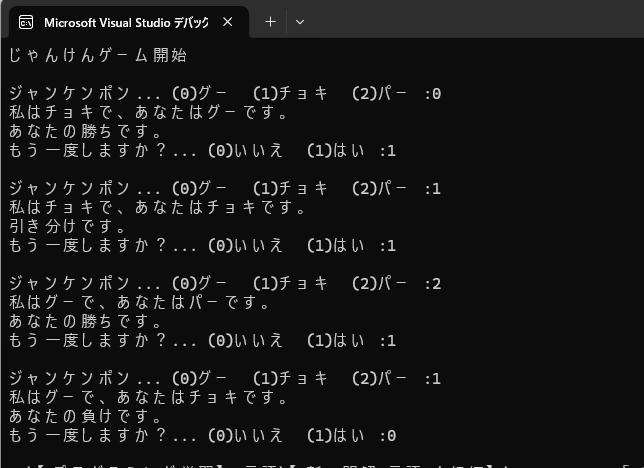 Microsoft Visual Studio デバッグ
じゃんけんゲーム開始
ジャンケンポン... (0)グー　(1)チョキ　(2)パー　:0
私はチョキで、あなたはグーです。
あなたの勝ちです。
もう一度しますか？... (0)いいえ　(1)はい :1
ジャンケンポン... (0)グー　(1)チョキ　(2)パー　:1
私はチョキで、あなたはチョキです。
引き分けです。
もう一度しますか？... (0)いいえ　(1)はい :1
ジャンケンポン... (0)グー　(1)チョキ　(2)パー　:2
私はグーで、あなたはパーです。
あなたの勝ちです。
もう一度しますか？... (0)いいえ　(1)はい :1
ジャンケンポン... (0)グー　(1)チョキ　(2)パー　:1
私はグーで、あなたはチョキです。
あなたの負けです。
もう一度しますか？... (0)いいえ　(1)はい :0